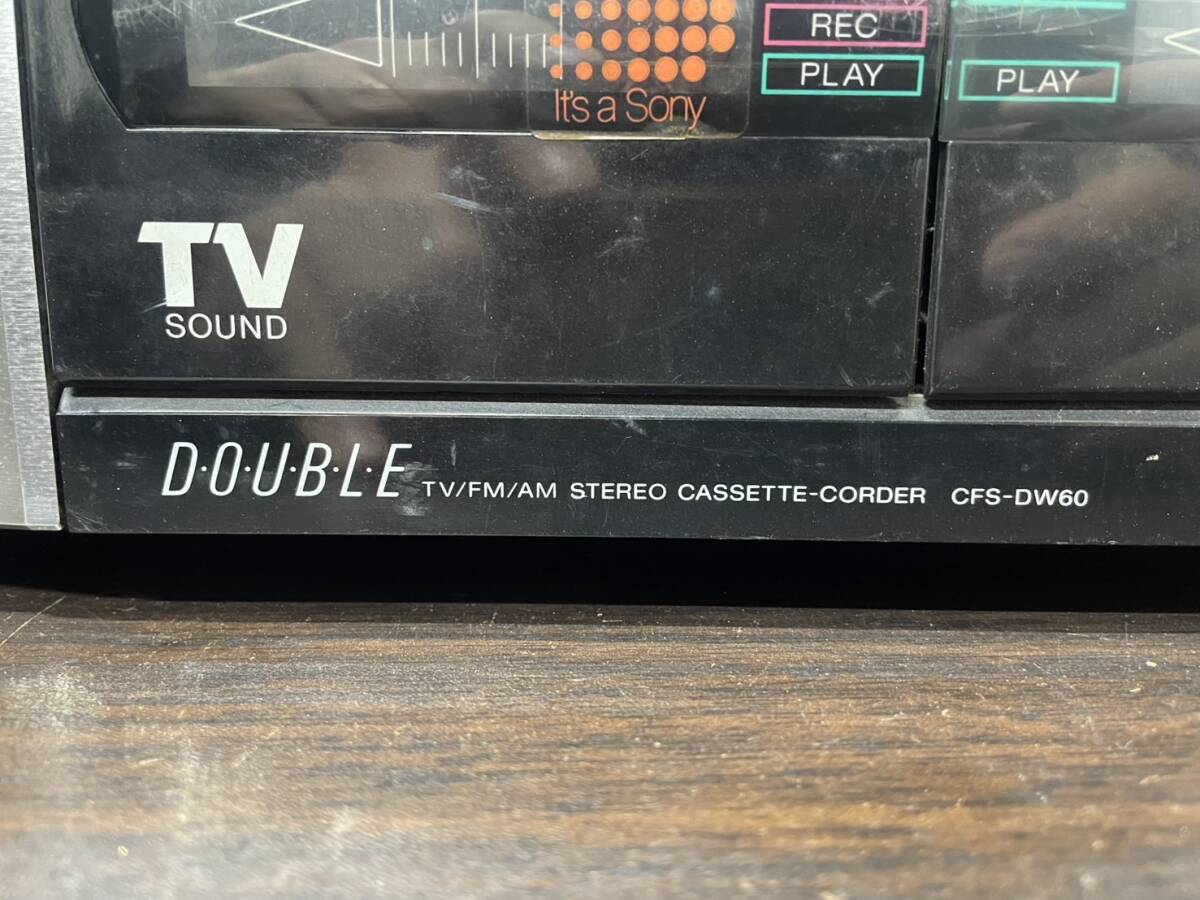 REC
PLAY
PLAY
It's a Sony
TV
SOUND
D·O·U·B·L·E TV/FM/AM STEREO CASSETTE-CORDER CFS-DW60